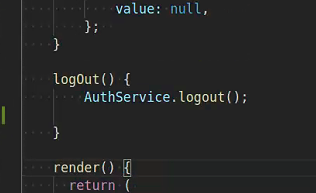 value: null,
};
}
logOut() {
AuthService.logout();
}
render() {
return (